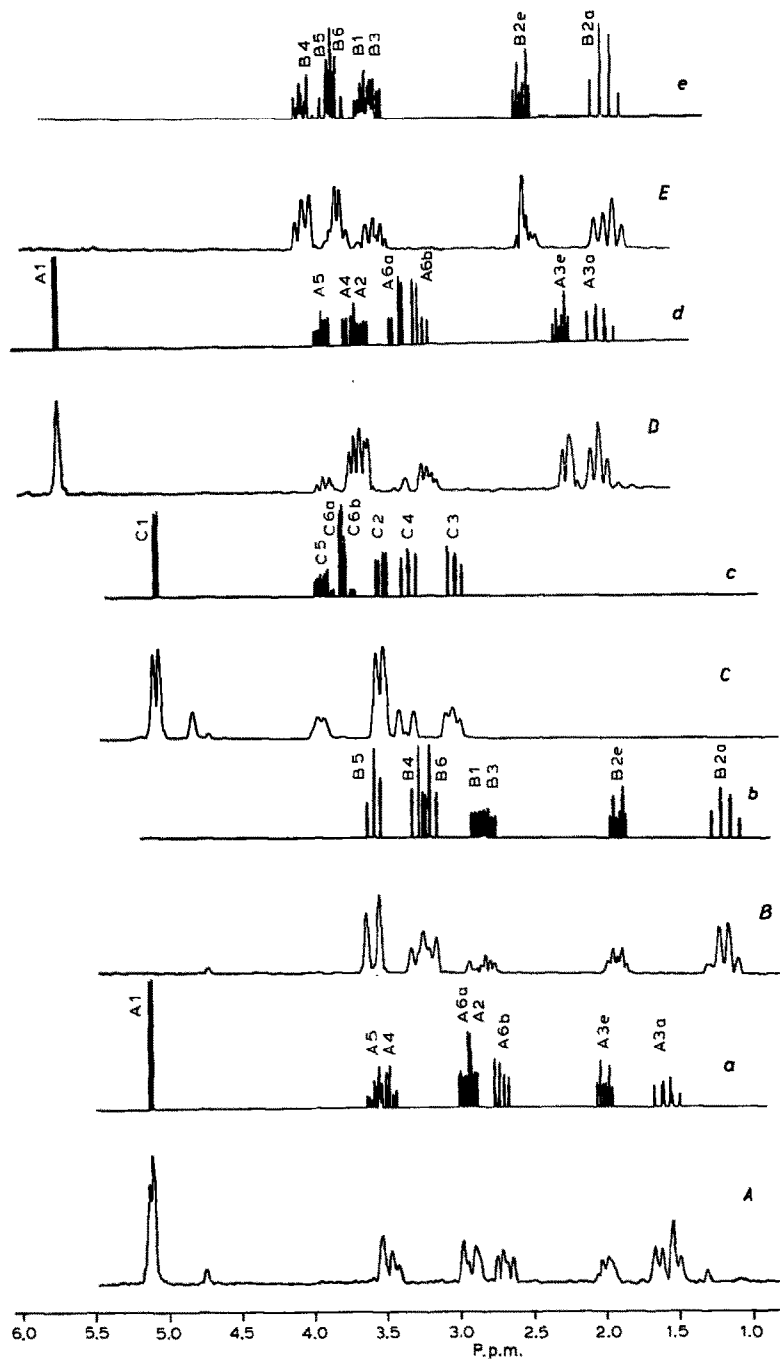 B4 B5 B6 B1 B3 B2e B2a
e
E
A1 A5 A4 A2 A6a A6b A3e A3a
d
D
C1 C5 C6a C6b C2 C4 C3
c
C
B5 B4 B6 B1 B3 B2e B2a
b
B
A1 A5 A4 A6a A2 A6b A3e A3a
a
A
6.0 5.5 5.0 4.5 4.0 3.5 3.0 2.5 2.0 1.5 1.0
P.p.m.